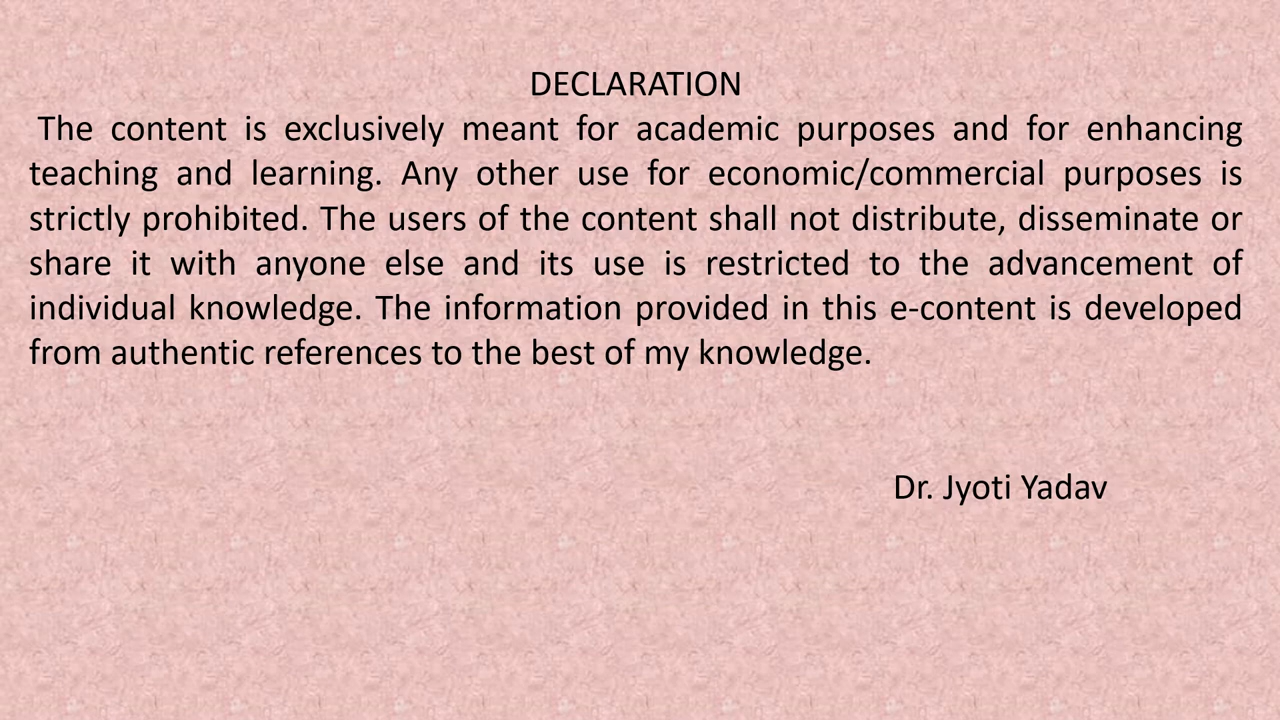 DECLARATION
The content is exclusively meant for academic purposes and for enhancing
teaching and learning. Any other use for economic/commercial purposes is
strictly prohibited. The users of the content shall not distribute, disseminate or
share it with anyone else and its use is restricted to the advancement of
individual knowledge. The information provided in this e-content is developed
from authentic references to the best of my knowledge.
Dr. Jyoti Yadav